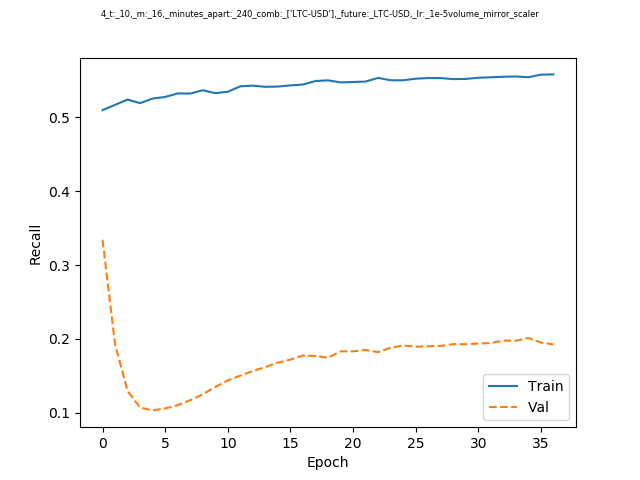 4_t:_10,_m:_16,_minutes_apart:_240_comb:_['LTC-USD'],_future:_LTC-USD,_lr:_1e-5volume_mirror_scaler
0.5
0.4
0.3
0.2
0.1
Recall
Train
Val
0 5 10 15 20 25 30 35
Epoch